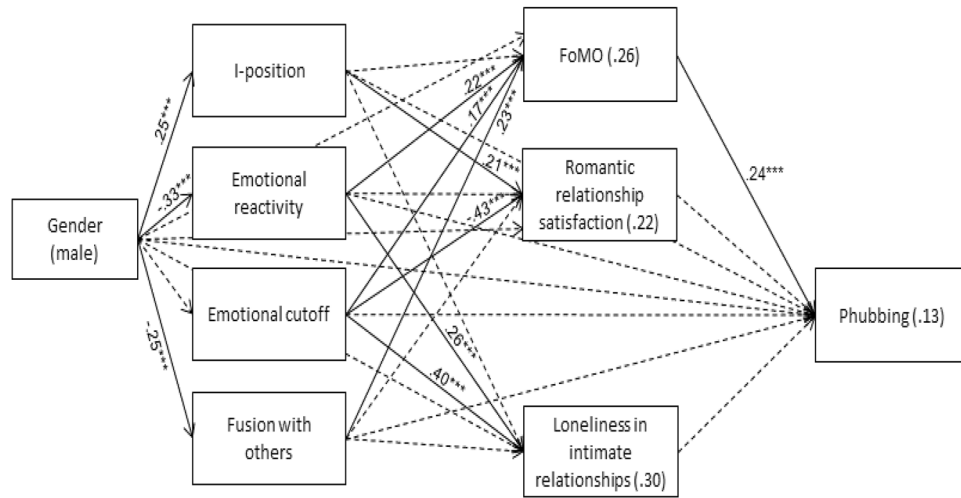 I-position
FoMO (.26)
.25***
.22***
.17***
.23***
.21***
Emotional
reactivity
Romantic
relationship
satisfaction (.22)
.24***
-.33***
Gender
(male)
-.43***
Emotional cutoff
Phubbing (.13)
-.25***
.26***
.40***
Fusion with
others
Loneliness in
intimate
relationships (.30)